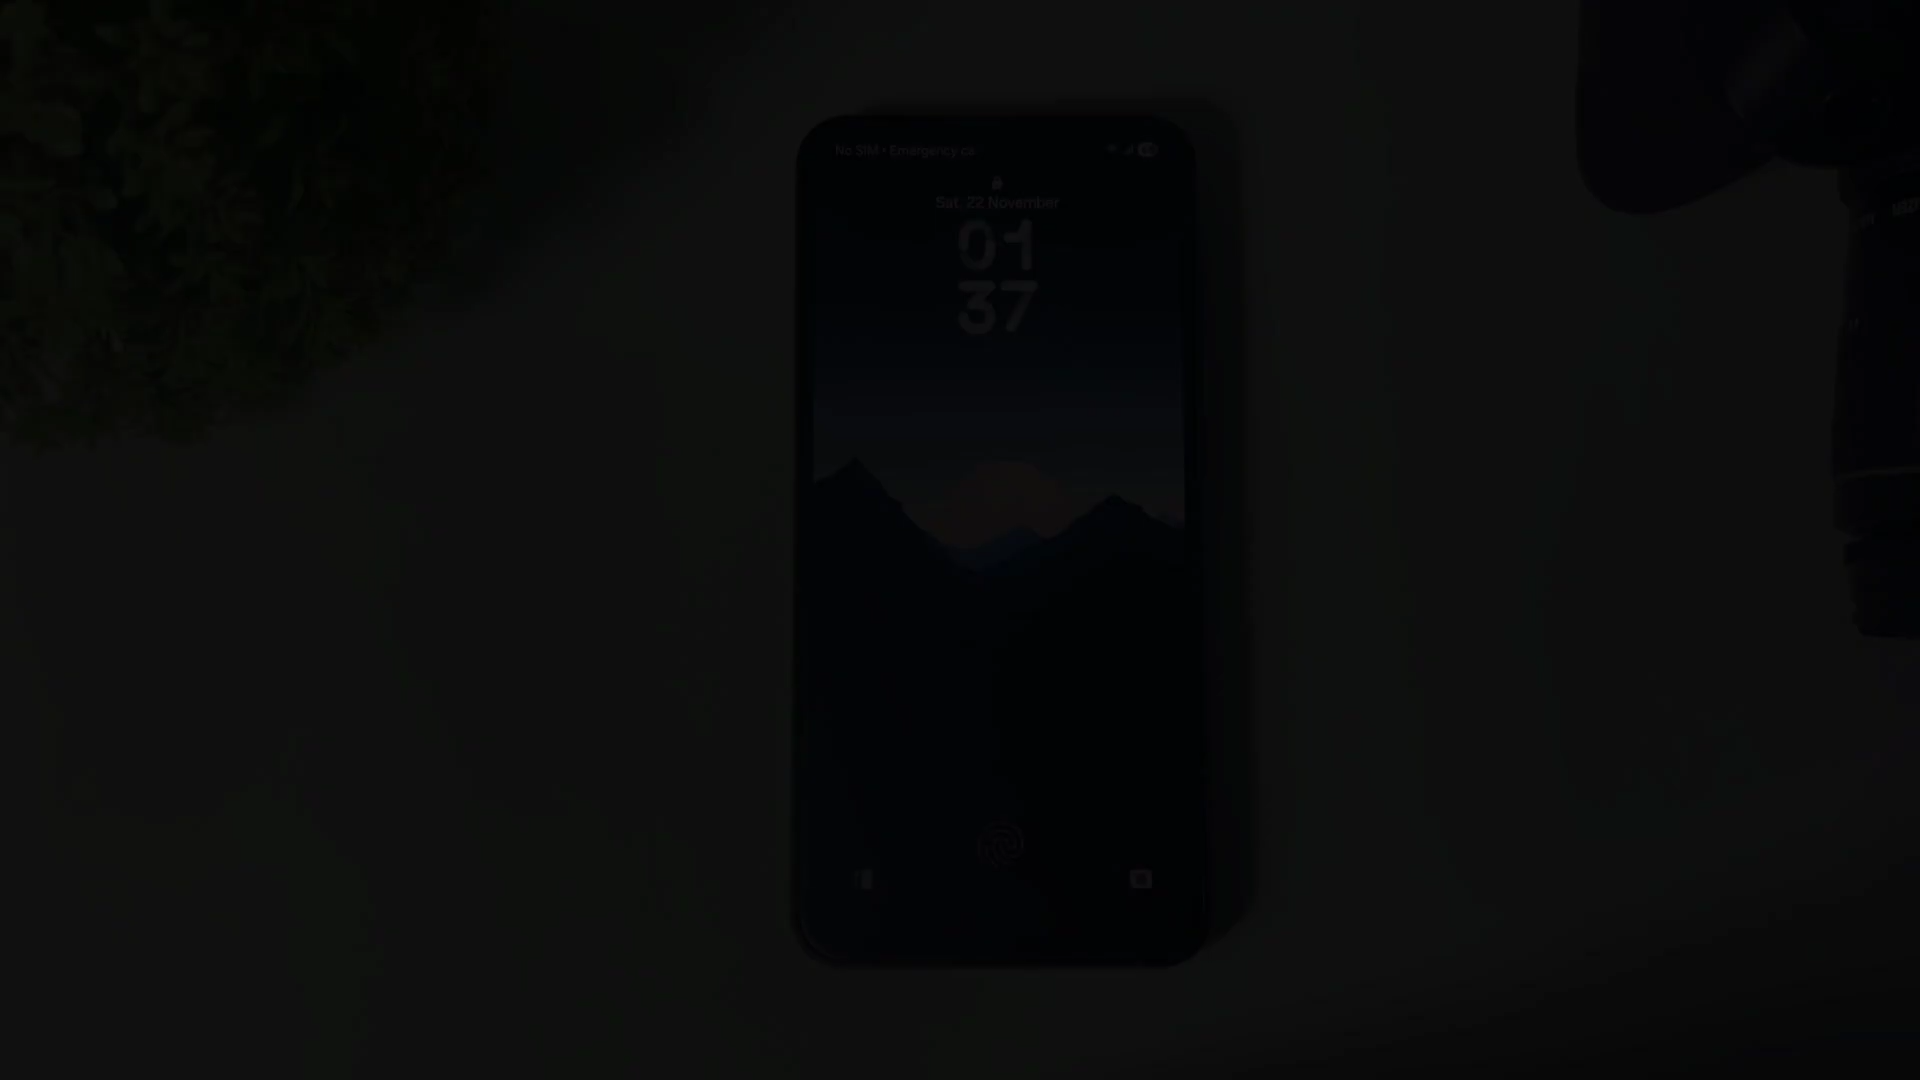 No SIM • Emergency ca
Sat, 22 November
01
37